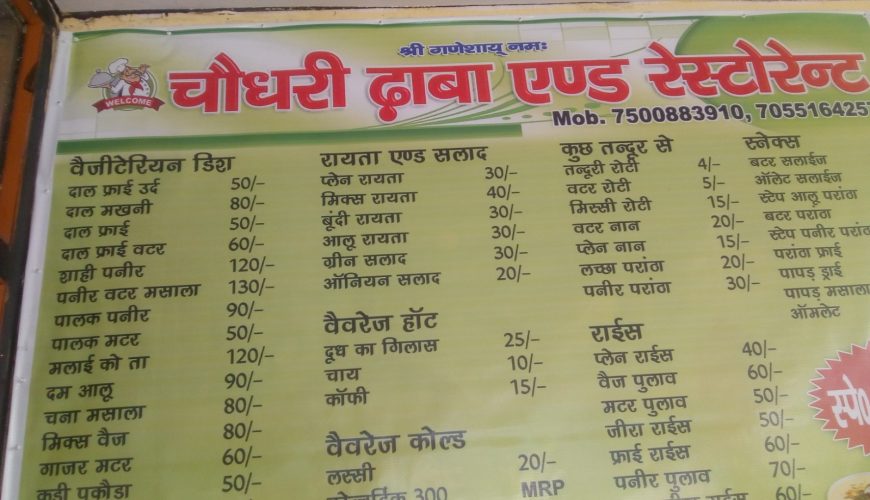 श्री गणेशाय् नमः
WELCOME
चौधरी ढ़ाबा एण्ड रेस्टोरेन्ट
Mob. 7500883910, 705516425
वैजीटेरियन डिश
दाल फ्राई उर्द 50/-
दाल मखनी 80/-
दाल फ्राई 50/-
दाल फ्राई वटर 60/-
शाही पनीर 120/-
पनीर वटर मसाला 130/-
पालक पनीर 90/-
पालक मटर 50/-
मलाई को ता 120/-
दम आलू 90/-
चना मसाला 80/-
मिक्स वैज 80/-
गाजर मटर 60/-
कडी पकौडा 50/-
रायता एण्ड सलाद
प्लेन रायता 30/-
मिक्स रायता 40/-
बूंदी रायता 30/-
आलू रायता 30/-
ग्रीन सलाद 30/-
ऑनियन सलाद 20/-
वैवरेज हॉट
दूध का गिलास 25/-
चाय 10/-
कॉफी 15/-
वैवरेज कोल्ड
लस्सी 20/-
300 MRP
कुछ तन्दूर से
तन्दूरी रोटी 4/-
वटर रोटी 5/-
मिस्सी रोटी 15/-
वटर नान 20/-
प्लेन नान 15/-
लच्छा परांठा 20/-
पनीर परांठा 30/-
राईस
प्लेन राईस 40/-
वैज पुलाव 60/-
मटर पुलाव 50/-
जीरा राईस 50/-
फ्राई राईस 60/-
पनीर पुलाव 70/-
राईस 60/-
स्नेक्स
बटर सलाईज
ऑलेट सलाईज
स्टेप आलू परांठा
बटर परांठा
स्टेप पनीर परांठ
परांठा फ्राई
पापड़ ड्राई
पापड़ मसाला
ऑमलेट
स्पे०